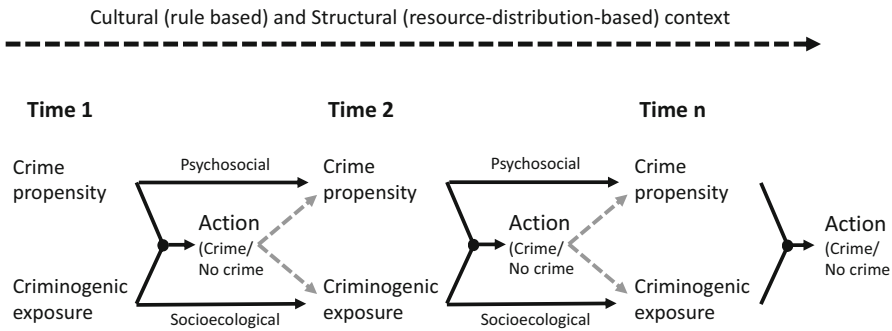 Cultural (rule based) and Structural (resource-distribution-based) context
Time 1
Time 2
Time n
Crime
propensity
Psychosocial
Crime
propensity
Psychosocial
Crime
propensity
Action
(Crime/
No crime
Action
(Crime/
No crime
Action
(Crime/
No crime
Criminogenic
exposure
Socioecological
Criminogenic
exposure
Socioecological
Criminogenic
exposure